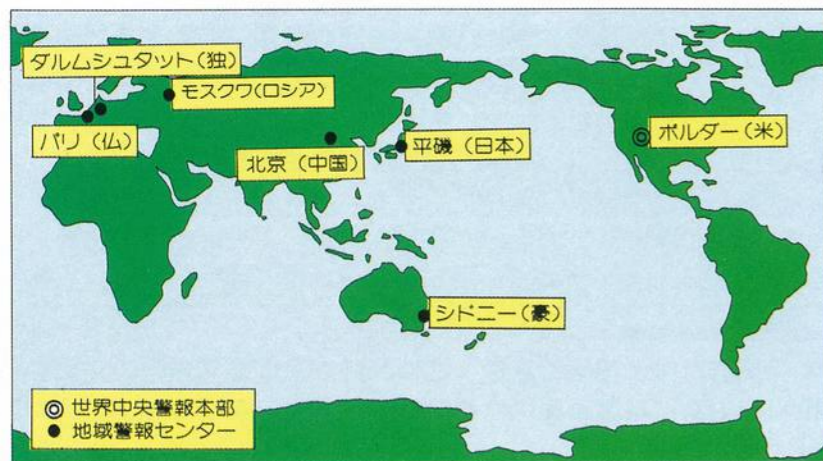 ダルムシュタット(独)
モスクワ(ロシア)
パリ(仏)
北京(中国)
平磯(日本)
ボルダー(米)
シドニー(豪)
◎ 世界中央警報本部
● 地域警報センター